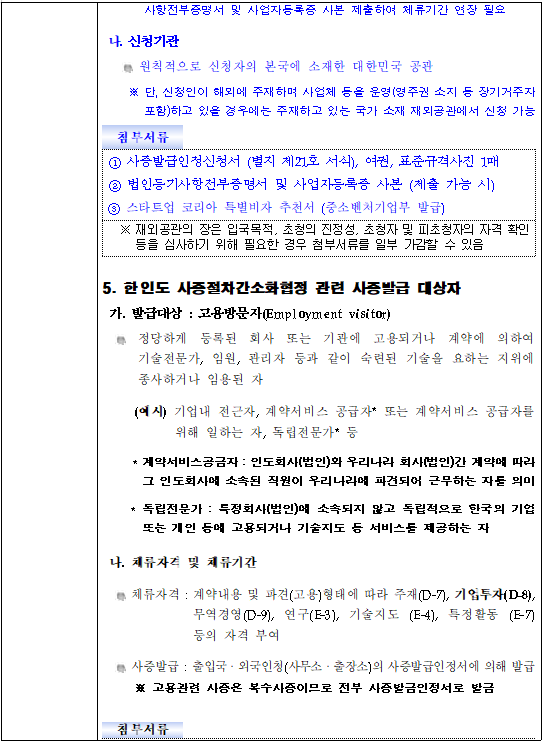 사항전부증명서 및 사업자등록증 사본 제출하여 체류기간 연장 필요
나. 신청기관
원칙적으로 신청자의 본국에 소재한 대한민국 공관
※ 단, 신청인이 해외에 주재하며 사업체 등을 운영(영주권 소지 등 장기거주자
포함)하고 있을 경우에는 주재하고 있는 국가 소재 재외공관에서 신청 가능
첨부서류
① 사증발급인정신청서 (별지 제21호 서식), 여권, 표준규격사진 1매
② 법인등기사항전부증명서 및 사업자등록증 사본 (제출 가능 시)
③ 스타트업 코리아 특별비자 추천서 (중소벤처기업부 발급)
※ 재외공관의 장은 입국목적, 초청의 진정성, 초청자 및 피초청자의 자격 확인
등을 심사하기 위해 필요한 경우 첨부서류를 일부 가감할 수 있음
5. 한인도 사증절차간소화협정 관련 사증발급 대상자
가. 발급대상 : 고용방문자(Employment visitor)
정당하게 등록된 회사 또는 기관에 고용되거나 계약에 의하여
기술전문가, 임원, 관리자 등과 같이 숙련된 기술을 요하는 지위에
종사하거나 임용된 자
(예시) 기업내 전근자, 계약서비스 공급자* 또는 계약서비스 공급자를
위해 일하는 자, 독립전문가* 등
* 계약서비스공급자 : 인도회사(법인)와 우리나라 회사(법인)간 계약에 따라
그 인도회사에 소속된 직원이 우리나라에 파견되어 근무하는 자를 의미
* 독립전문가 : 특정회사(법인)에 소속되지 않고 독립적으로 한국의 기업
또는 개인 등에 고용되거나 기술지도 등 서비스를 제공하는 자
나. 체류자격 및 체류기간
체류자격 : 계약내용 및 파견(고용)형태에 따라 주재(D-7), 기업투자(D-8),
무역경영(D-9), 연구(E-3), 기술지도 (E-4), 특정활동 (E-7)
등의 자격 부여
사증발급 : 출입국·외국인청(사무소·출장소)의 사증발급인정서에 의해 발급
※ 고용관련 사증은 복수사증이므로 전부 사증발급인정서로 발급
첨부서류